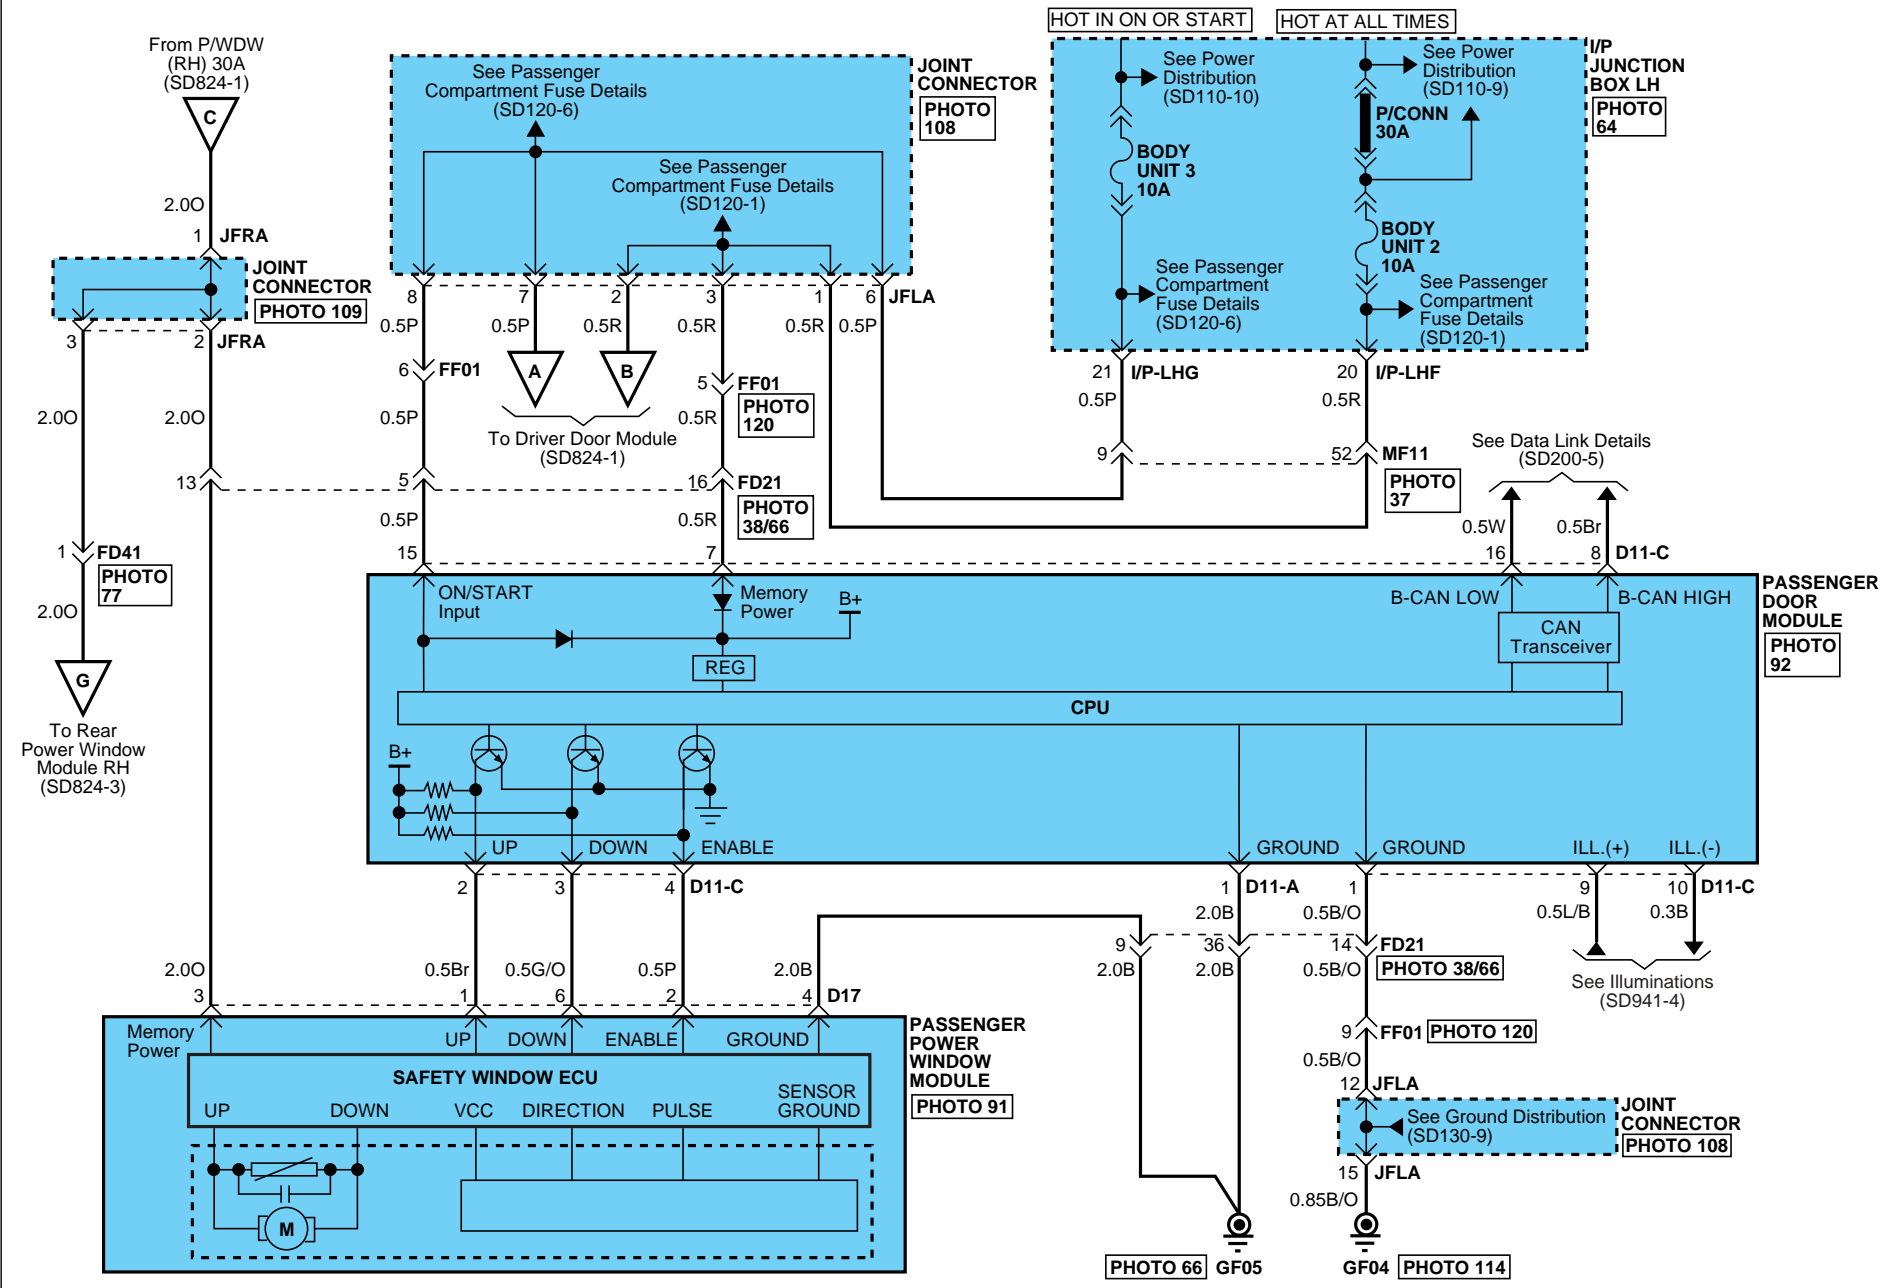 HOT IN ON OR START
HOT AT ALL TIMES
From P/WDW
(RH) 30A
(SD824-1)
C
2.0O
1 JFRA
JOINT
CONNECTOR
PHOTO 109
3
2 JFRA
2.0O
2.0O
13
1 FD41
PHOTO
77
2.0O
G
To Rear
Power Window
Module RH
(SD824-3)
See Passenger
Compartment Fuse Details
(SD120-6)
See Passenger
Compartment Fuse Details
(SD120-1)
JOINT
CONNECTOR
PHOTO
108
8 7 2 3 1 6 JFLA
0.5P 0.5P 0.5R 0.5R 0.5R 0.5P
6 FF01
A
B
5 FF01
PHOTO
120
0.5P
0.5R
To Driver Door Module
(SD824-1)
5
16 FD21
PHOTO
38/66
0.5P
0.5R
15
7
See Power
Distribution
(SD110-10)
See Power
Distribution
(SD110-9)
P/CONN
30A
BODY
UNIT 3
10A
BODY
UNIT 2
10A
See Passenger
Compartment
Fuse Details
(SD120-6)
See Passenger
Compartment
Fuse Details
(SD120-1)
I/P
JUNCTION
BOX LH
PHOTO
64
21 I/P-LHG
20 I/P-LHF
0.5P
0.5R
9
52 MF11
PHOTO
37
See Data Link Details
(SD200-5)
0.5W
0.5Br
16
8 D11-C
ON/START
Input
Memory
Power
B+
B-CAN LOW
B-CAN HIGH
CAN
Transceiver
REG
CPU
PASSENGER
DOOR
MODULE
PHOTO
92
B+
UP
DOWN
ENABLE
GROUND
GROUND
ILL.(+)
ILL.(-)
2
3
4 D11-C
1 D11-A
1
9
10 D11-C
2.0B
0.5B/O
0.5L/B
0.3B
9
36
14 FD21
PHOTO 38/66
2.0B
2.0B
0.5B/O
See Illuminations
(SD941-4)
2.0O
0.5Br
0.5G/O
0.5P
2.0B
3
1
6
2
4 D17
Memory
Power
UP
DOWN
ENABLE
GROUND
SAFETY WINDOW ECU
UP
DOWN
VCC
DIRECTION
PULSE
SENSOR
GROUND
M
PASSENGER
POWER
WINDOW
MODULE
PHOTO 91
9 FF01 PHOTO 120
0.5B/O
12 JFLA
See Ground Distribution
(SD130-9)
JOINT
CONNECTOR
PHOTO 108
15 JFLA
0.85B/O
PHOTO 66 GF05
GF04 PHOTO 114